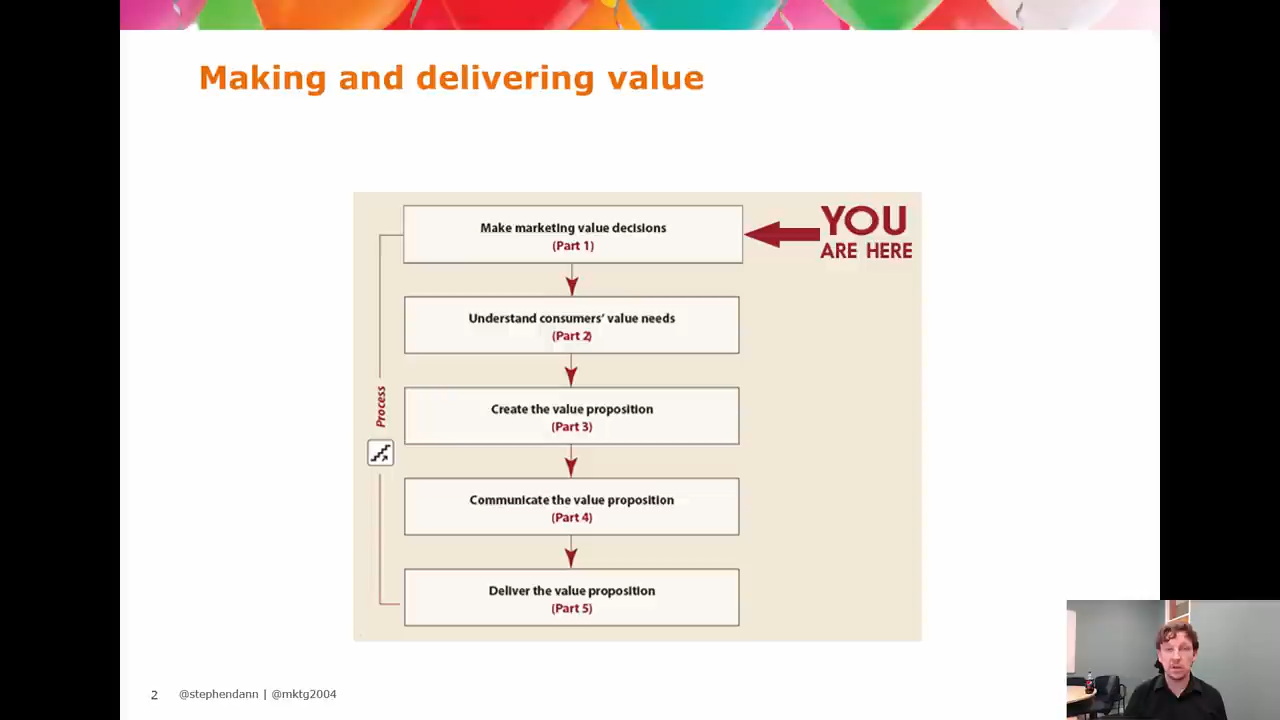 Making and delivering value
Make marketing value decisions
(Part 1)
YOU
ARE HERE
Understand consumers’ value needs
(Part 2)
Create the value proposition
(Part 3)
Process
Communicate the value proposition
(Part 4)
Deliver the value proposition
(Part 5)
2 @stephendann | @mktg2004